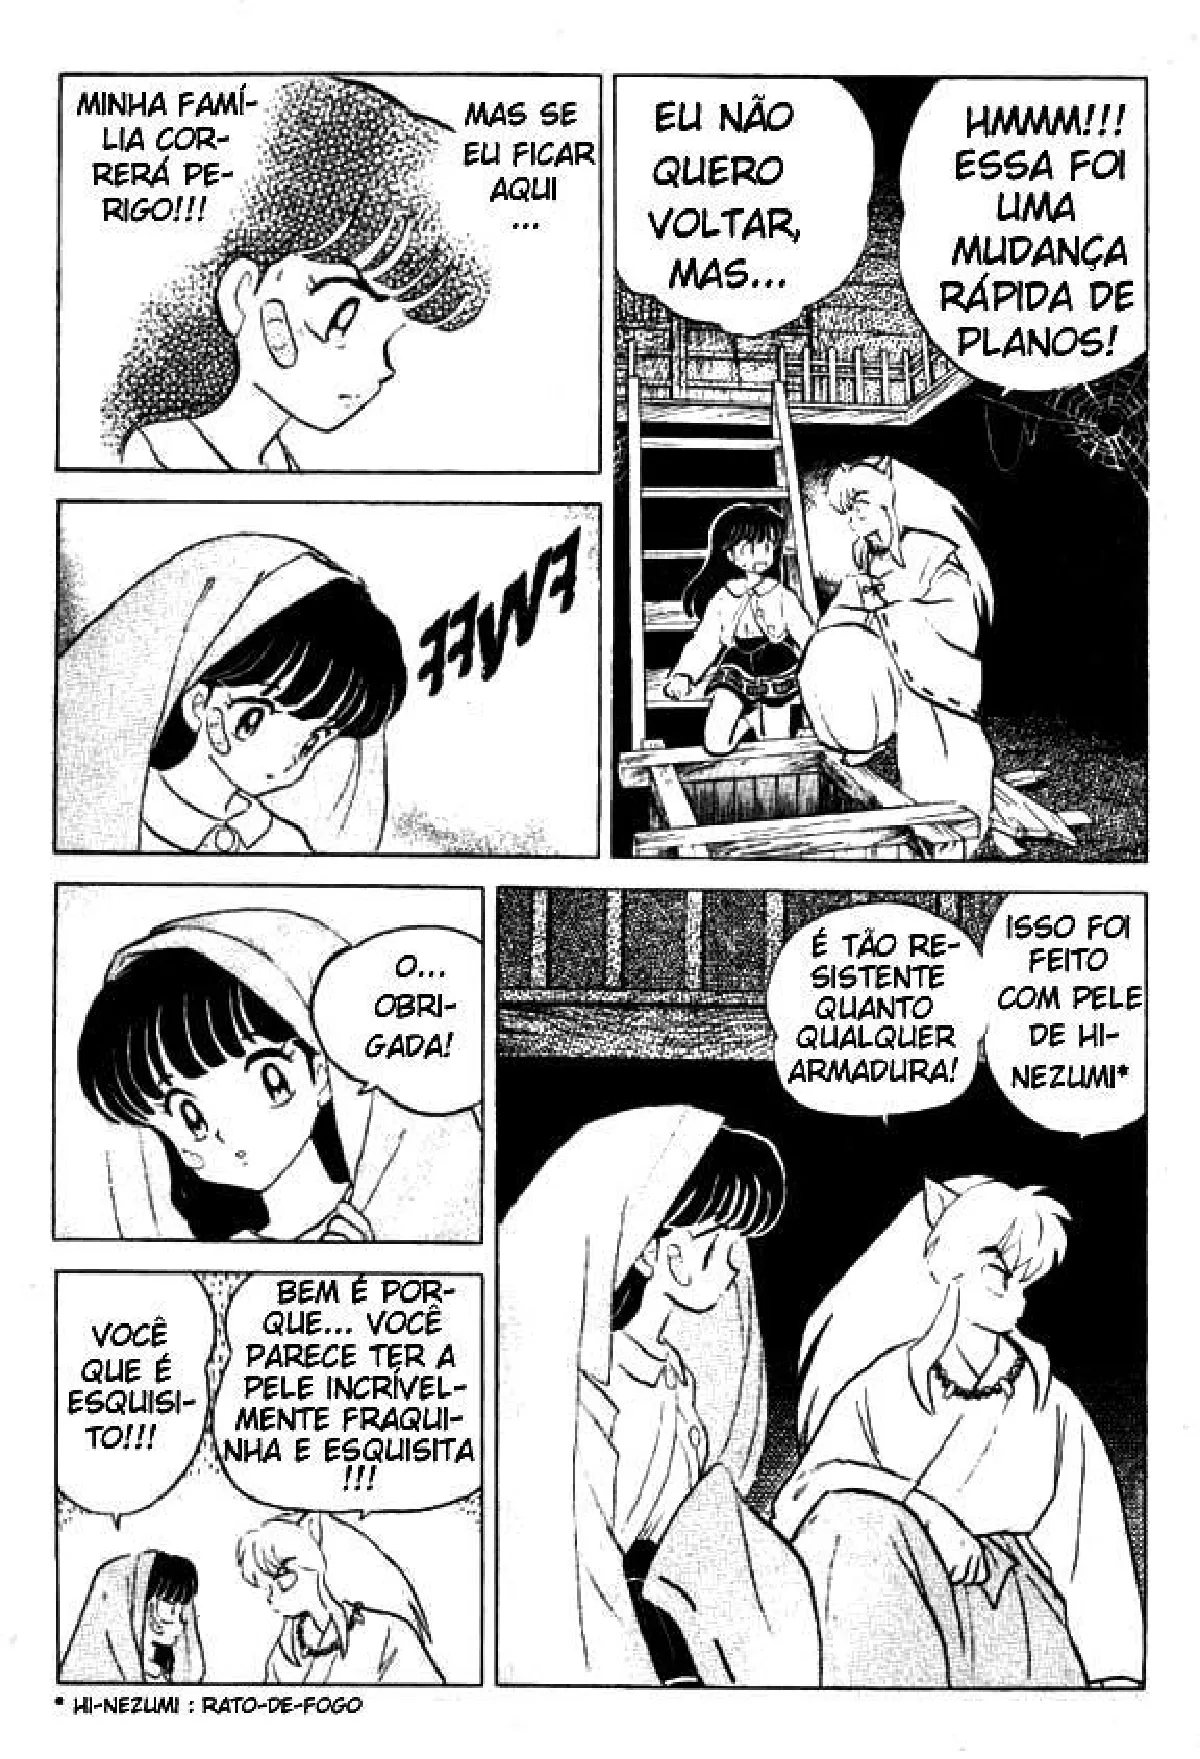 HMMM!!!
ESSA FOI
UMA
MUDANÇA
RÁPIDA DE
PLANOS!
EU NÃO
QUERO
VOLTAR,
MAS...
MAS SE
EU FICAR
AQUI
...
MINHA FAMÍ-
LIA COR-
RERÁ PE-
RIGO!!!
ISSO FOI
FEITO
COM PELE
DE HI-
NEZUMI*
É TÃO RE-
SISTENTE
QUANTO
QUALQUER
ARMADURA!
O...
OBRI-
GADA!
BEM É POR-
QUE... VOCÊ
PARECE TER A
PELE INCRÍVEL-
MENTE FRAQUI-
NHA E ESQUISITA
!!!
VOCÊ
QUE É
ESQUISI-
TO!!!
* HI-NEZUMI : RATO-DE-FOGO